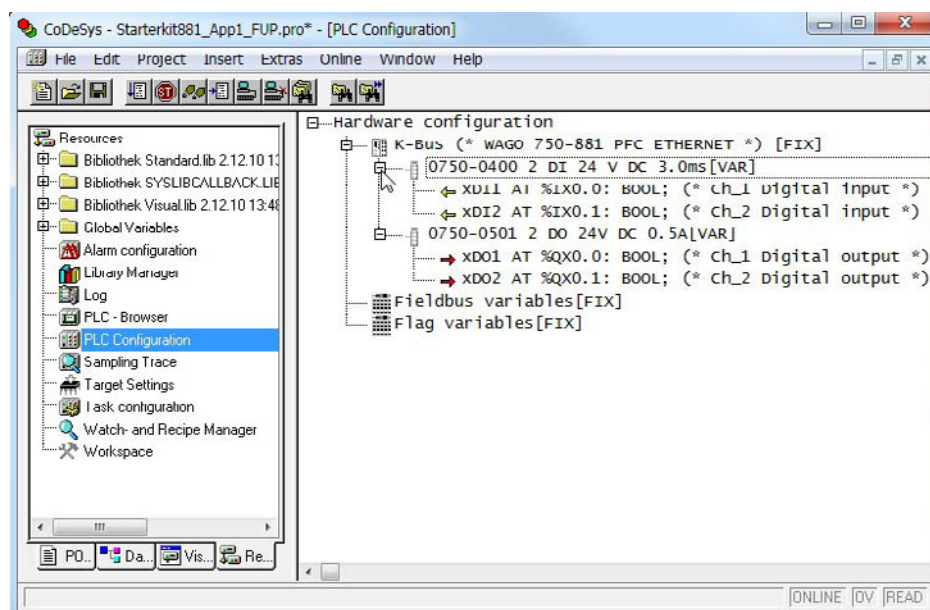 CoDeSys - Starterkit881_App1_FUP.pro* - [PLC Configuration]
File Edit Project Insert Extras Online Window Help
Resources
Bibliothek Standard.lib 2.12.10 1
Bibliothek SYSLIBCALLBACK.LIE
Bibliothek Visual.lib 2.12.10 13:48
Global Variables
Alarm configuration
Library Manager
Log
PLC - Browser
PLC Configuration
Sampling Trace
Target Settings
Task configuration
Watch- and Recipe Manager
Workspace
PO.. Da... Vis... Re...
Hardware configuration
K-Bus (* WAGO 750-881 PFC ETHERNET *) [FIX]
0750-0400 2 DI 24 V DC 3.0ms[VAR]
xDI1 AT %IX0.0: BOOL; (* Ch_1 Digital input *)
xDI2 AT %IX0.1: BOOL; (* Ch_2 Digital input *)
0750-0501 2 DO 24V DC 0.5A[VAR]
xDO1 AT %QX0.0: BOOL; (* Ch_1 Digital output *)
xDO2 AT %QX0.1: BOOL; (* Ch_2 Digital output *)
Fieldbus variables[FIX]
Flag variables[FIX]
ONLINE OV READ